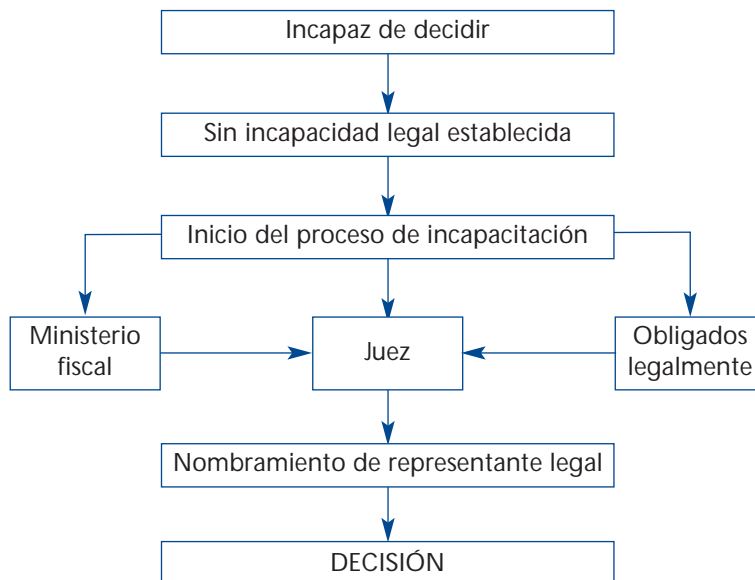 Incapaz de decidir
Sin incapacidad legal establecida
Inicio del proceso de incapacitación
Ministerio
fiscal
Juez
Obligados
legalmente
Nombramiento de representante legal
DECISIÓN